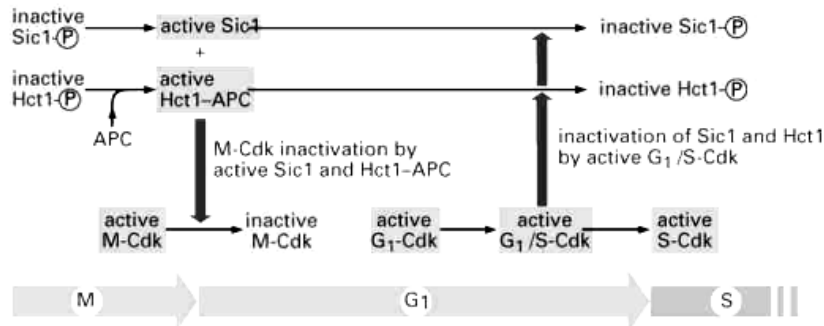 inactive
Sic1-P
active Sic1
inactive Sic1-P
+
inactive
Hct1-P
active
Hct1–APC
inactive Hct1-P
APC
M-Cdk inactivation by
active Sic1 and Hct1–APC
inactivation of Sic1 and Hct1
by active G₁/S-Cdk
active
M-Cdk
inactive
M-Cdk
active
G₁-Cdk
active
G₁/S-Cdk
active
S-Cdk
M
G₁
S